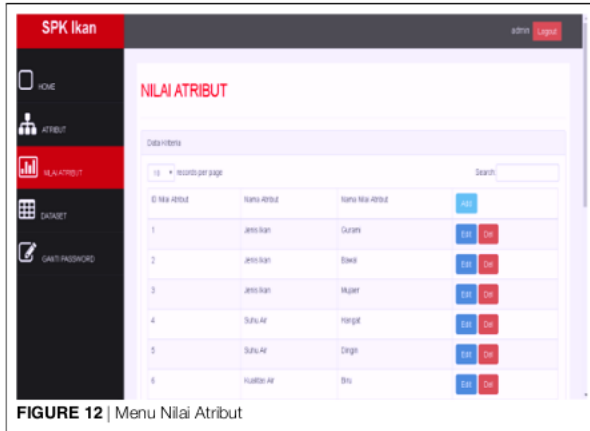 SPK Ikan
admin Logout
HOME
ATRIBUT
NILAI ATRIBUT
DATASET
GANTI PASSWORD
NILAI ATRIBUT
Data Kriteria
10 records per page
Search:
ID Nilai Atribut Nama Atribut Nama Nilai Atribut Add
1 Jenis Ikan Gurami Edit Del
2 Jenis Ikan Bawal Edit Del
3 Jenis Ikan Mujaer Edit Del
4 Suhu Air Hangat Edit Del
5 Suhu Air Dingin Edit Del
6 Kualitas Air Biru Edit Del
FIGURE 12 | Menu Nilai Atribut